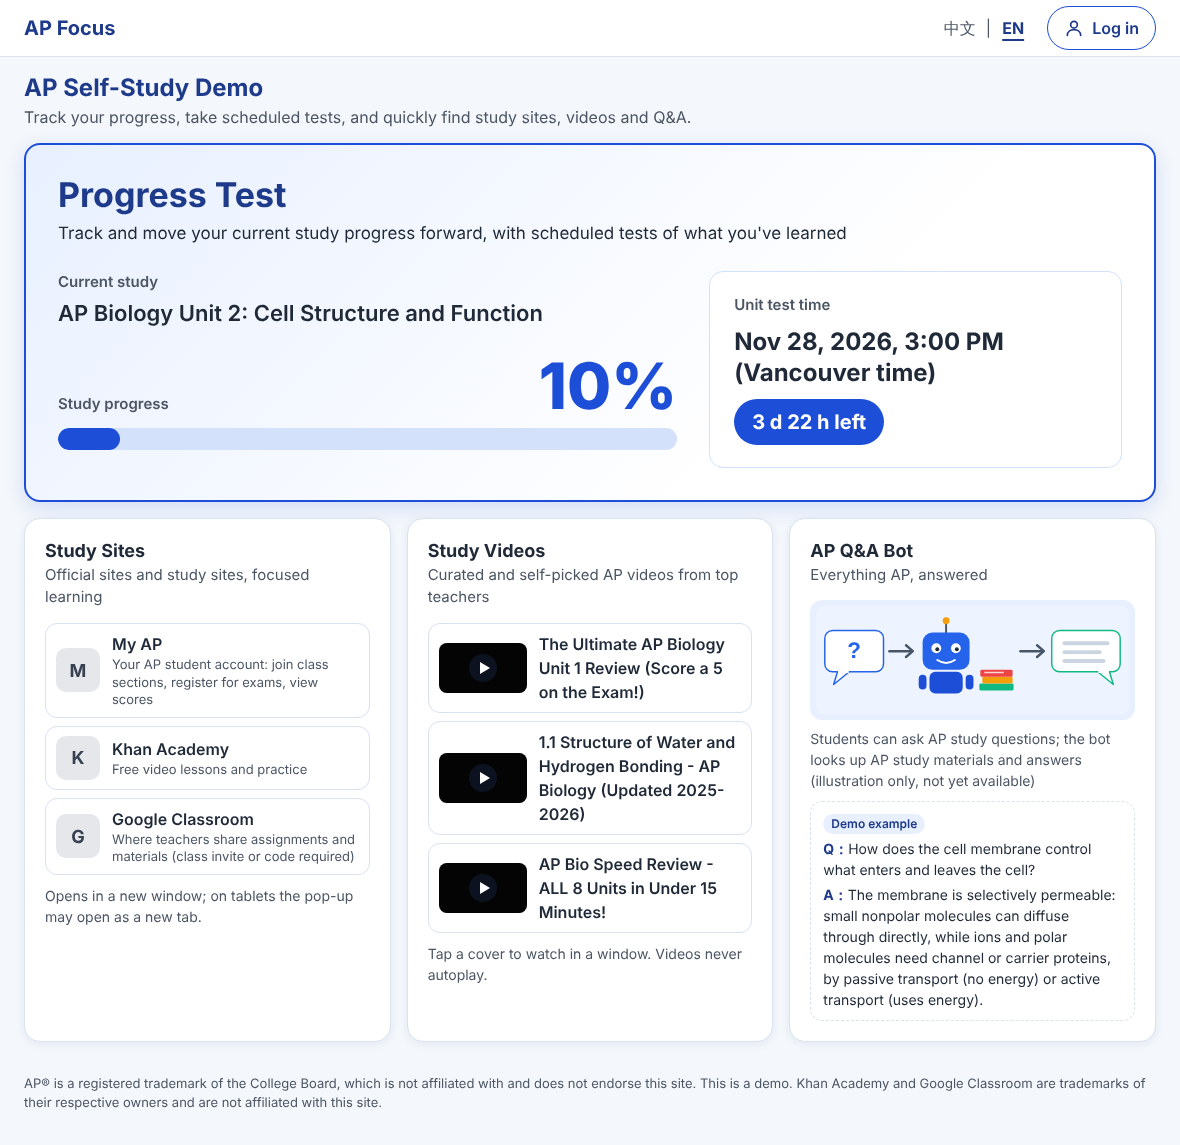 AP Focus
中文 | EN
Log in
AP Self-Study Demo
Track your progress, take scheduled tests, and quickly find study sites, videos and Q&A.
Progress Test
Track and move your current study progress forward, with scheduled tests of what you've learned
Current study
AP Biology Unit 2: Cell Structure and Function
Study progress
10%
Unit test time
Nov 28, 2026, 3:00 PM
(Vancouver time)
3 d 22 h left
Study Sites
Official sites and study sites, focused
learning
M
My AP
Your AP student account: join class
sections, register for exams, view
scores
K
Khan Academy
Free video lessons and practice
G
Google Classroom
Where teachers share assignments and
materials (class invite or code required)
Opens in a new window; on tablets the pop-up
may open as a new tab.
Study Videos
Curated and self-picked AP videos from top
teachers
The Ultimate AP Biology
Unit 1 Review (Score a 5
on the Exam!)
1.1 Structure of Water and
Hydrogen Bonding - AP
Biology (Updated 2025-
2026)
AP Bio Speed Review -
ALL 8 Units in Under 15
Minutes!
Tap a cover to watch in a window. Videos never
autoplay.
AP Q&A Bot
Everything AP, answered
?
Students can ask AP study questions; the bot
looks up AP study materials and answers
(illustration only, not yet available)
Demo example
Q：How does the cell membrane control
what enters and leaves the cell?
A：The membrane is selectively permeable:
small nonpolar molecules can diffuse
through directly, while ions and polar
molecules need channel or carrier proteins,
by passive transport (no energy) or active
transport (uses energy).
AP® is a registered trademark of the College Board, which is not affiliated with and does not endorse this site. This is a demo. Khan Academy and Google Classroom are trademarks of
their respective owners and are not affiliated with this site.